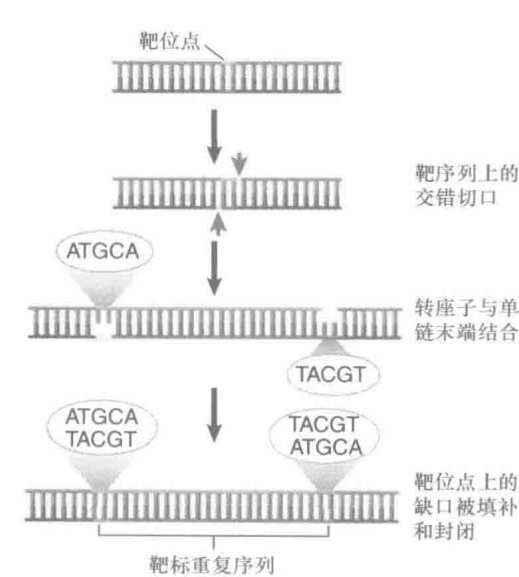 靶位点
靶序列上的
交错切口
ATGCA
转座子与单
链末端结合
TACGT
ATGCA
TACGT
TACGT
ATGCA
靶位点上的
缺口被填补
和封闭
靶标重复序列